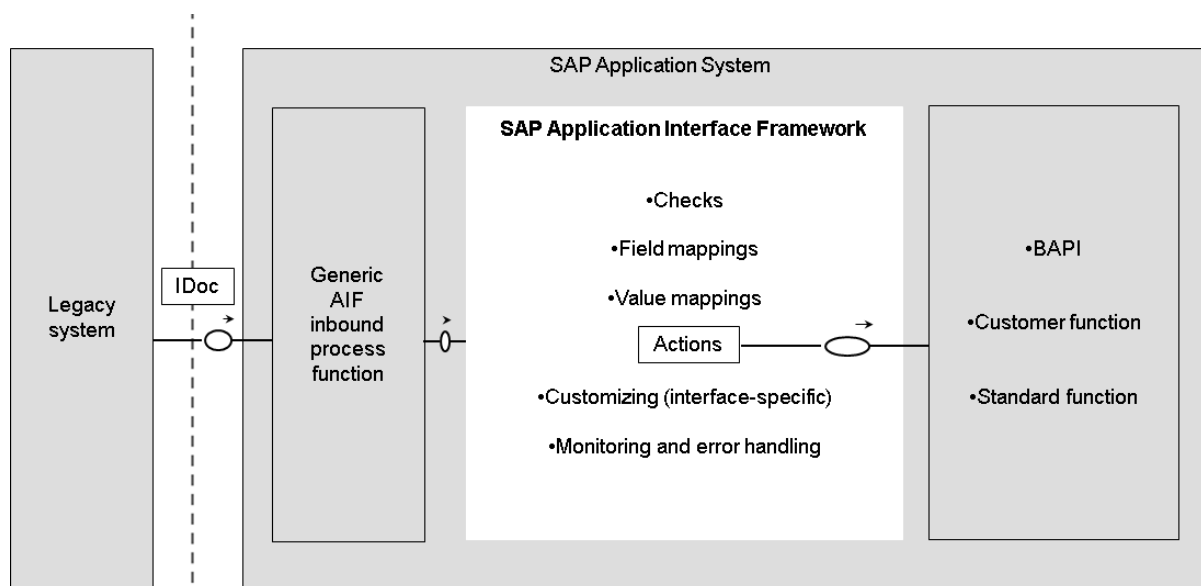 SAP Application System
SAP Application Interface Framework
•Checks
•Field mappings
•Value mappings
Actions
•Customizing (interface-specific)
•Monitoring and error handling
IDoc
Legacy
system
Generic
AIF
inbound
process
function
•BAPI
•Customer function
•Standard function